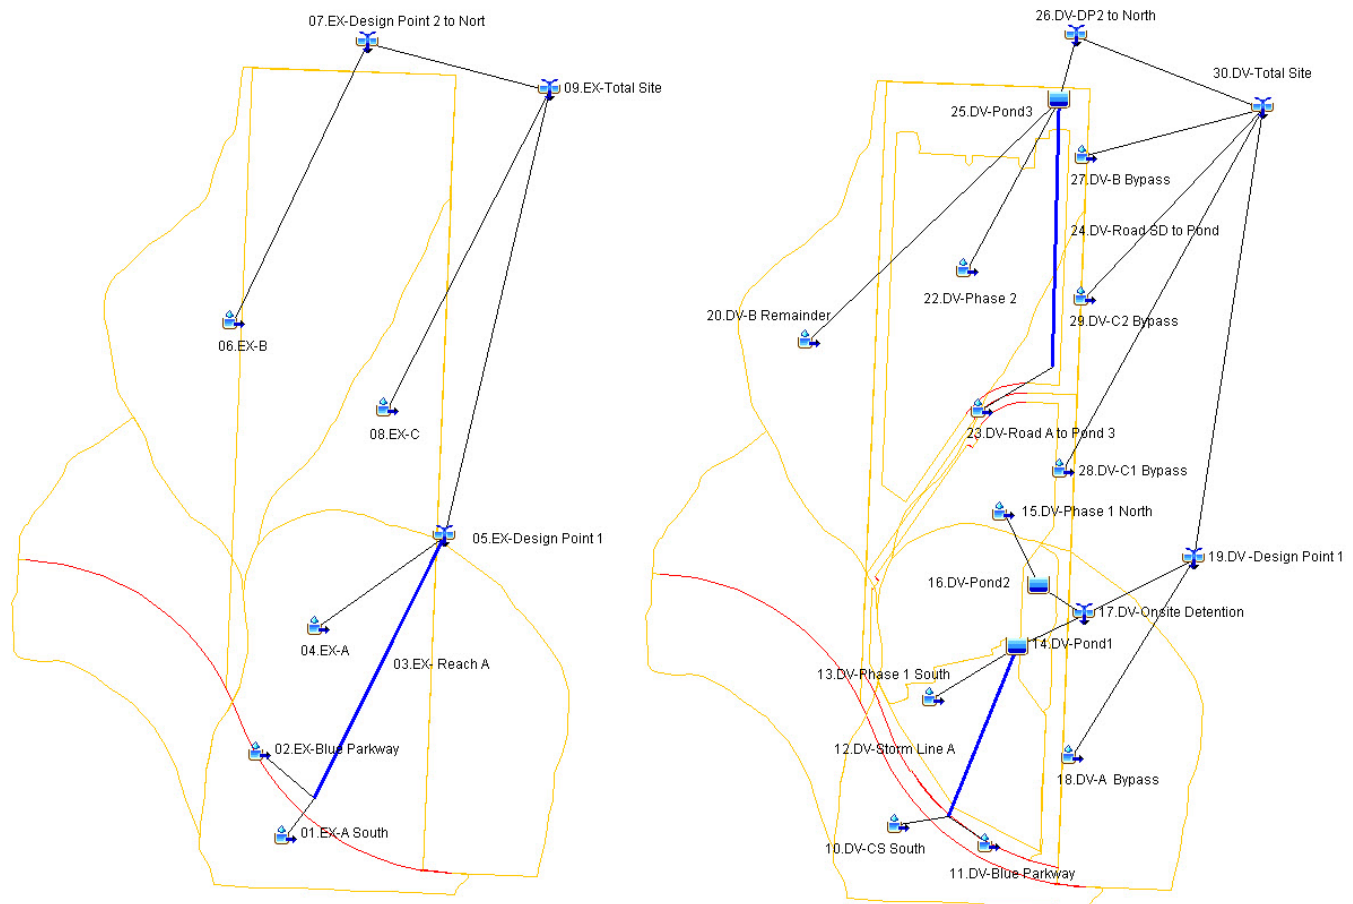 07.EX-Design Point 2 to Nort
09.EX-Total Site
06.EX-B
08.EX-C
05.EX-Design Point 1
04.EX-A
03.EX- Reach A
02.EX-Blue Parkway
01.EX-A South
26.DV-DP2 to North
30.DV-Total Site
25.DV-Pond3
27.DV-B Bypass
24.DV-Road SD to Pond
22.DV-Phase 2
20.DV-B Remainder
29.DV-C2 Bypass
23.DV-Road A to Pond 3
28.DV-C1 Bypass
15.DV-Phase 1 North
19.DV -Design Point 1
16.DV-Pond2
17.DV-Onsite Detention
14.DV-Pond1
13.DV-Phase 1 South
12.DV-Storm Line A
18.DV-A Bypass
10.DV-CS South
11.DV-Blue Parkway